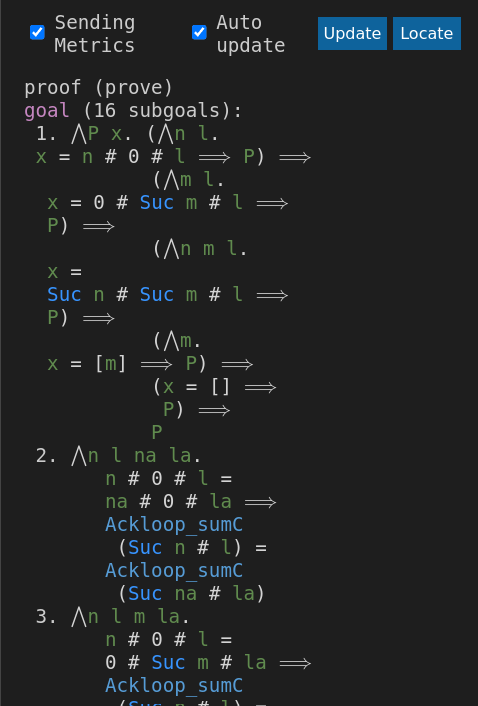 Sending Metrics Auto update Update Locate
proof (prove)
goal (16 subgoals):
1. ⋀P x. (⋀n l.
x = n # 0 # l ⟹ P) ⟹
(⋀m l.
x = 0 # Suc m # l ⟹
P) ⟹
(⋀n m l.
x =
Suc n # Suc m # l ⟹
P) ⟹
(⋀m.
x = [m] ⟹ P) ⟹
(x = [] ⟹
P) ⟹
P
2. ⋀n l na la.
n # 0 # l =
na # 0 # la ⟹
Ackloop_sumC
(Suc n # l) =
Ackloop_sumC
(Suc na # la)
3. ⋀n l m la.
n # 0 # l =
0 # Suc m # la ⟹
Ackloop_sumC
(Suc n # l) =